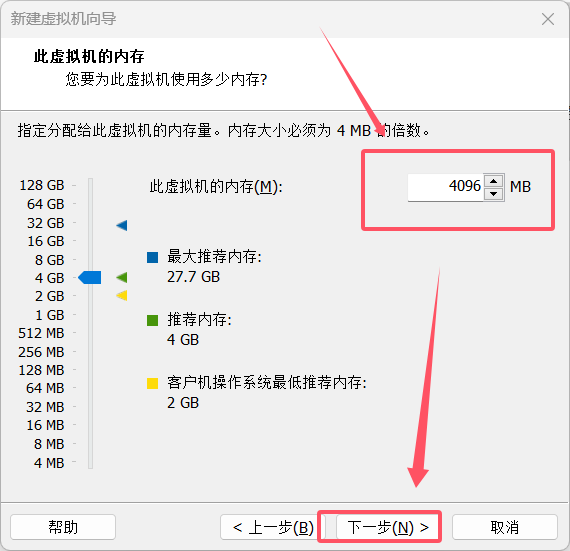 新建虚拟机向导
此虚拟机的内存
您要为此虚拟机使用多少内存?
指定分配给此虚拟机的内存量。内存大小必须为 4 MB 的倍数。
128 GB
64 GB
32 GB
16 GB
8 GB
4 GB
2 GB
1 GB
512 MB
256 MB
128 MB
64 MB
32 MB
16 MB
8 MB
4 MB
此虚拟机的内存(M):
4096 MB
最大推荐内存:
27.7 GB
推荐内存:
4 GB
客户机操作系统最低推荐内存:
2 GB
帮助
< 上一步(B)
下一步(N) >
取消